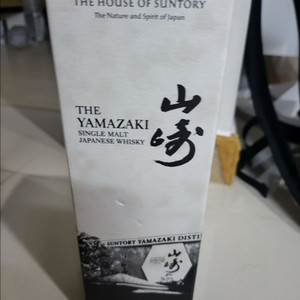 THE HOUSE OF SUNTORY
The Nature and Spirit of Japan
THE
YAMAZAKI
SINGLE MALT
JAPANESE WHISKY
山崎
SUNTORY YAMAZAKI DISTI
山崎